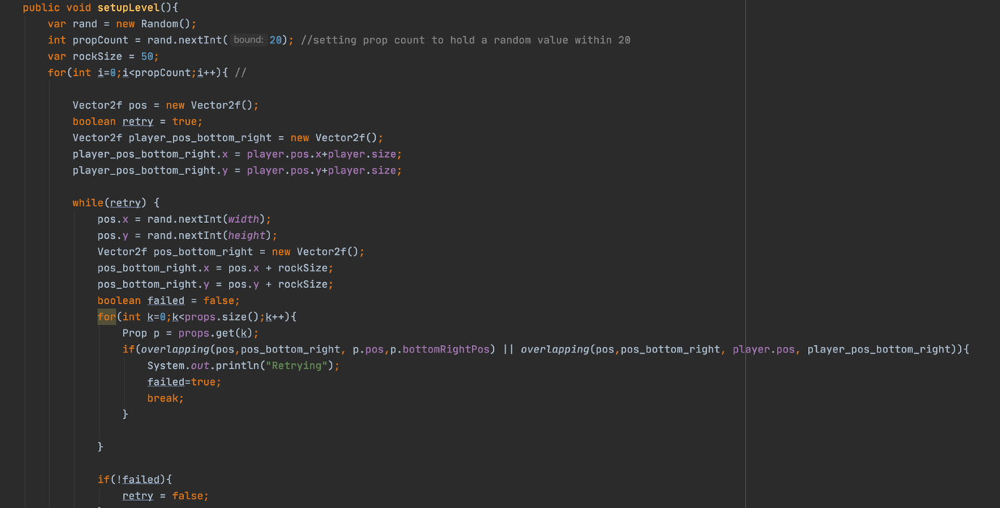 public void setupLevel(){
var rand = new Random();
int propCount = rand.nextInt( bound: 20); //setting prop count to hold a random value within 20
var rockSize = 50;
for(int i=0;i<propCount;i++){ //
Vector2f pos = new Vector2f();
boolean retry = true;
Vector2f player_pos_bottom_right = new Vector2f();
player_pos_bottom_right.x = player.pos.x+player.size;
player_pos_bottom_right.y = player.pos.y+player.size;
while(retry) {
pos.x = rand.nextInt(width);
pos.y = rand.nextInt(height);
Vector2f pos_bottom_right = new Vector2f();
pos_bottom_right.x = pos.x + rockSize;
pos_bottom_right.y = pos.y + rockSize;
boolean failed = false;
for(int k=0;k<props.size();k++){
Prop p = props.get(k);
if(overlapping(pos,pos_bottom_right, p.pos,p.bottomRightPos) || overlapping(pos,pos_bottom_right, player.pos, player_pos_bottom_right)){
System.out.println("Retrying");
failed=true;
break;
}
}
if(!failed){
retry = false;